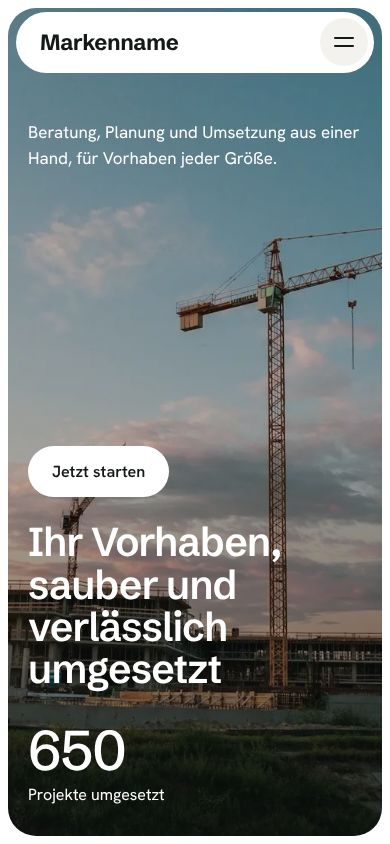 Markenname
Beratung, Planung und Umsetzung aus einer
Hand, für Vorhaben jeder Größe.
Jetzt starten
Ihr Vorhaben,
sauber und
verlässlich
umgesetzt
650
Projekte umgesetzt